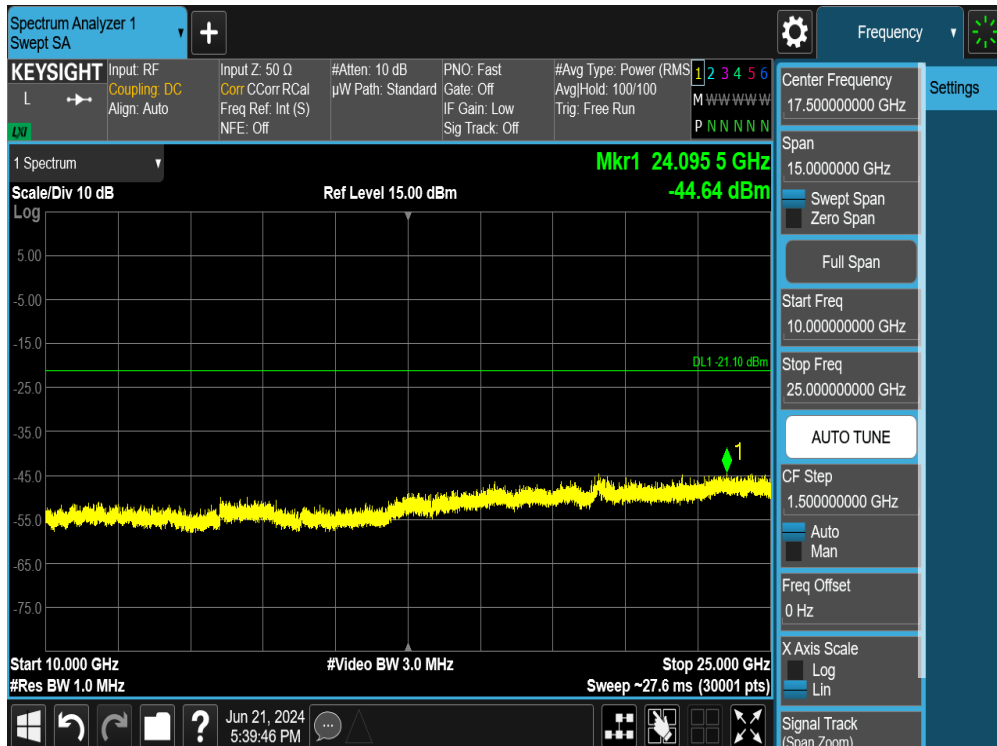 Spectrum Analyzer 1
Swept SA
+
Frequency
KEYSIGHT
L
LXI
Input: RF
Coupling: DC
Align: Auto
Input Z: 50 Ω
Corr CCorr RCal
Freq Ref: Int (S)
NFE: Off
#Atten: 10 dB
µW Path: Standard
PNO: Fast
Gate: Off
IF Gain: Low
Sig Track: Off
#Avg Type: Power (RMS
Avg|Hold: 100/100
Trig: Free Run
1 2 3 4 5 6
M W W W W W
P N N N N N
1 Spectrum
Scale/Div 10 dB
Log
Ref Level 15.00 dBm
Mkr1 24.095 5 GHz
-44.64 dBm
5.00
-5.00
-15.0
DL1 -21.10 dBm
-25.0
-35.0
1
-45.0
-55.0
-65.0
-75.0
Start 10.000 GHz
#Video BW 3.0 MHz
Stop 25.000 GHz
#Res BW 1.0 MHz
Sweep ~27.6 ms (30001 pts)
Center Frequency
17.500000000 GHz
Span
15.0000000 GHz
Swept Span
Zero Span
Full Span
Start Freq
10.000000000 GHz
Stop Freq
25.000000000 GHz
AUTO TUNE
CF Step
1.500000000 GHz
Auto
Man
Freq Offset
0 Hz
X Axis Scale
Log
Lin
Signal Track
(Span Zoom)
Settings
?
Jun 21, 2024
5:39:46 PM